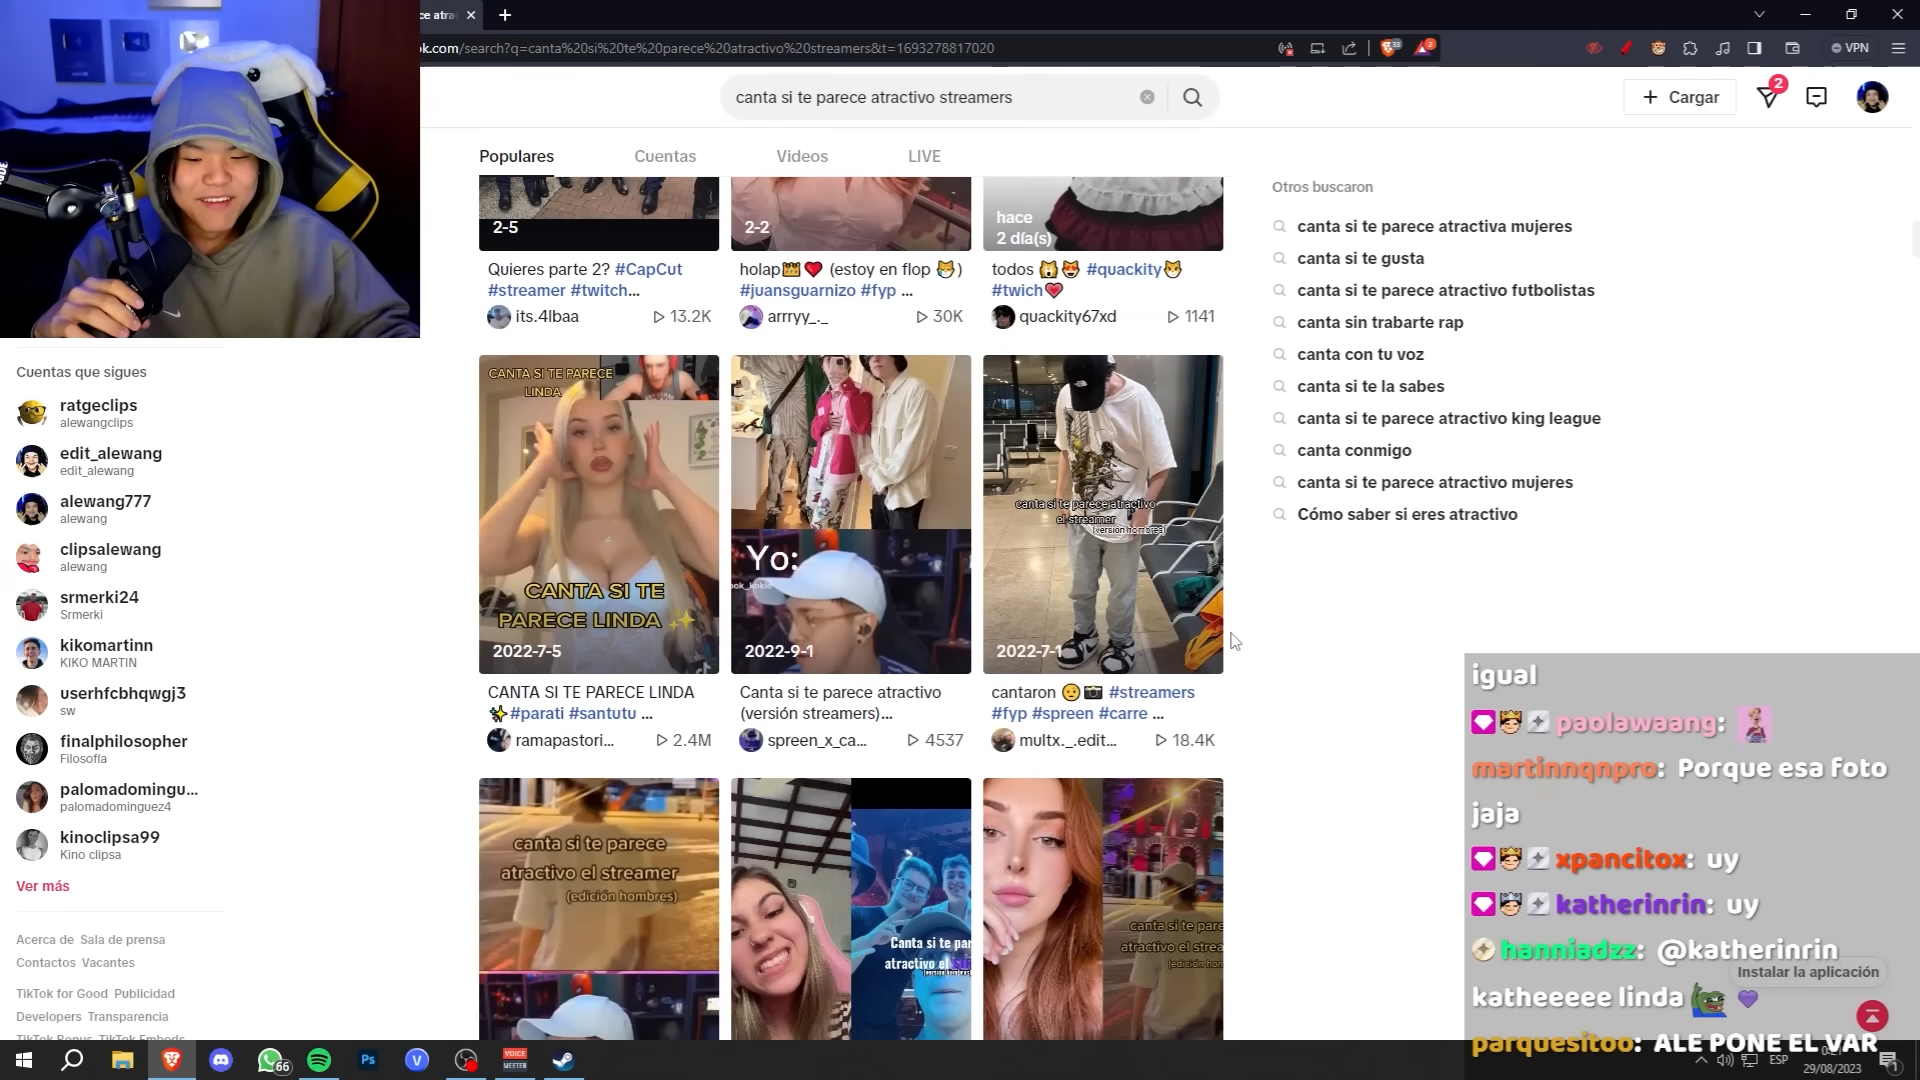 ce atra
ok.com/search?q=canta%20si%20te%20parece%20atractivo%20streamers&t=1693278817020
33
2
VPN
canta si te parece atractivo streamers
Cargar
2
Populares
Cuentas
Videos
LIVE
2-5
2-2
hace
2 día(s)
Quieres parte 2? #CapCut
#streamer #twitch...
its.4lbaa
13.2K
holap👑❤️ (estoy en flop 😹)
#juansguarnizo #fyp ...
arrryy_._
30K
todos 🙀😻 #quackity😼
#twich💗
quackity67xd
1141
CANTA SI TE PARECE
LINDA
CANTA SI TE
PARECE LINDA ✨
2022-7-5
Yo:
2022-9-1
canta si te parece atractivo
el streamer
(versión hombres)
2022-7-1
CANTA SI TE PARECE LINDA
✨#parati #santutu ...
ramapastori...
2.4M
Canta si te parece atractivo
(versión streamers)...
spreen_x_ca...
4537
cantaron 🫡📸 #streamers
#fyp #spreen #carre ...
multx._.edit...
18.4K
canta si te parece
atractivo el streamer
(edición hombres)
Canta si te par
atractivo el
canta si te pare
atractivo el strea
(edición hon
Otros buscaron
canta si te parece atractiva mujeres
canta si te gusta
canta si te parece atractivo futbolistas
canta sin trabarte rap
canta con tu voz
canta si te la sabes
canta si te parece atractivo king league
canta conmigo
canta si te parece atractivo mujeres
Cómo saber si eres atractivo
Cuentas que sigues
ratgeclips
alewangclips
edit_alewang
edit_alewang
alewang777
alewang
clipsalewang
alewang
srmerki24
Srmerki
kikomartinn
KIKO MARTIN
userhfcbhqwgj3
sw
finalphilosopher
Filosofía
palomadomingu...
palomadominguez4
kinoclipsa99
Kino clipsa
Ver más
Acerca de Sala de prensa
Contactos Vacantes
TikTok for Good Publicidad
Developers Transparencia
TikTok Bonus TikTok Embeds
igual
paolawaang:
martinnqnpro: Porque esa foto
jaja
xpancitox: uy
katherinrin: uy
hanniadzz: @katherinrin
Instalar la aplicación
katheeeee linda 💜
parquesitoo: ALE PONE EL VAR
66
Ps
V
VOICE
MEETER
ESP
29/08/2023
1